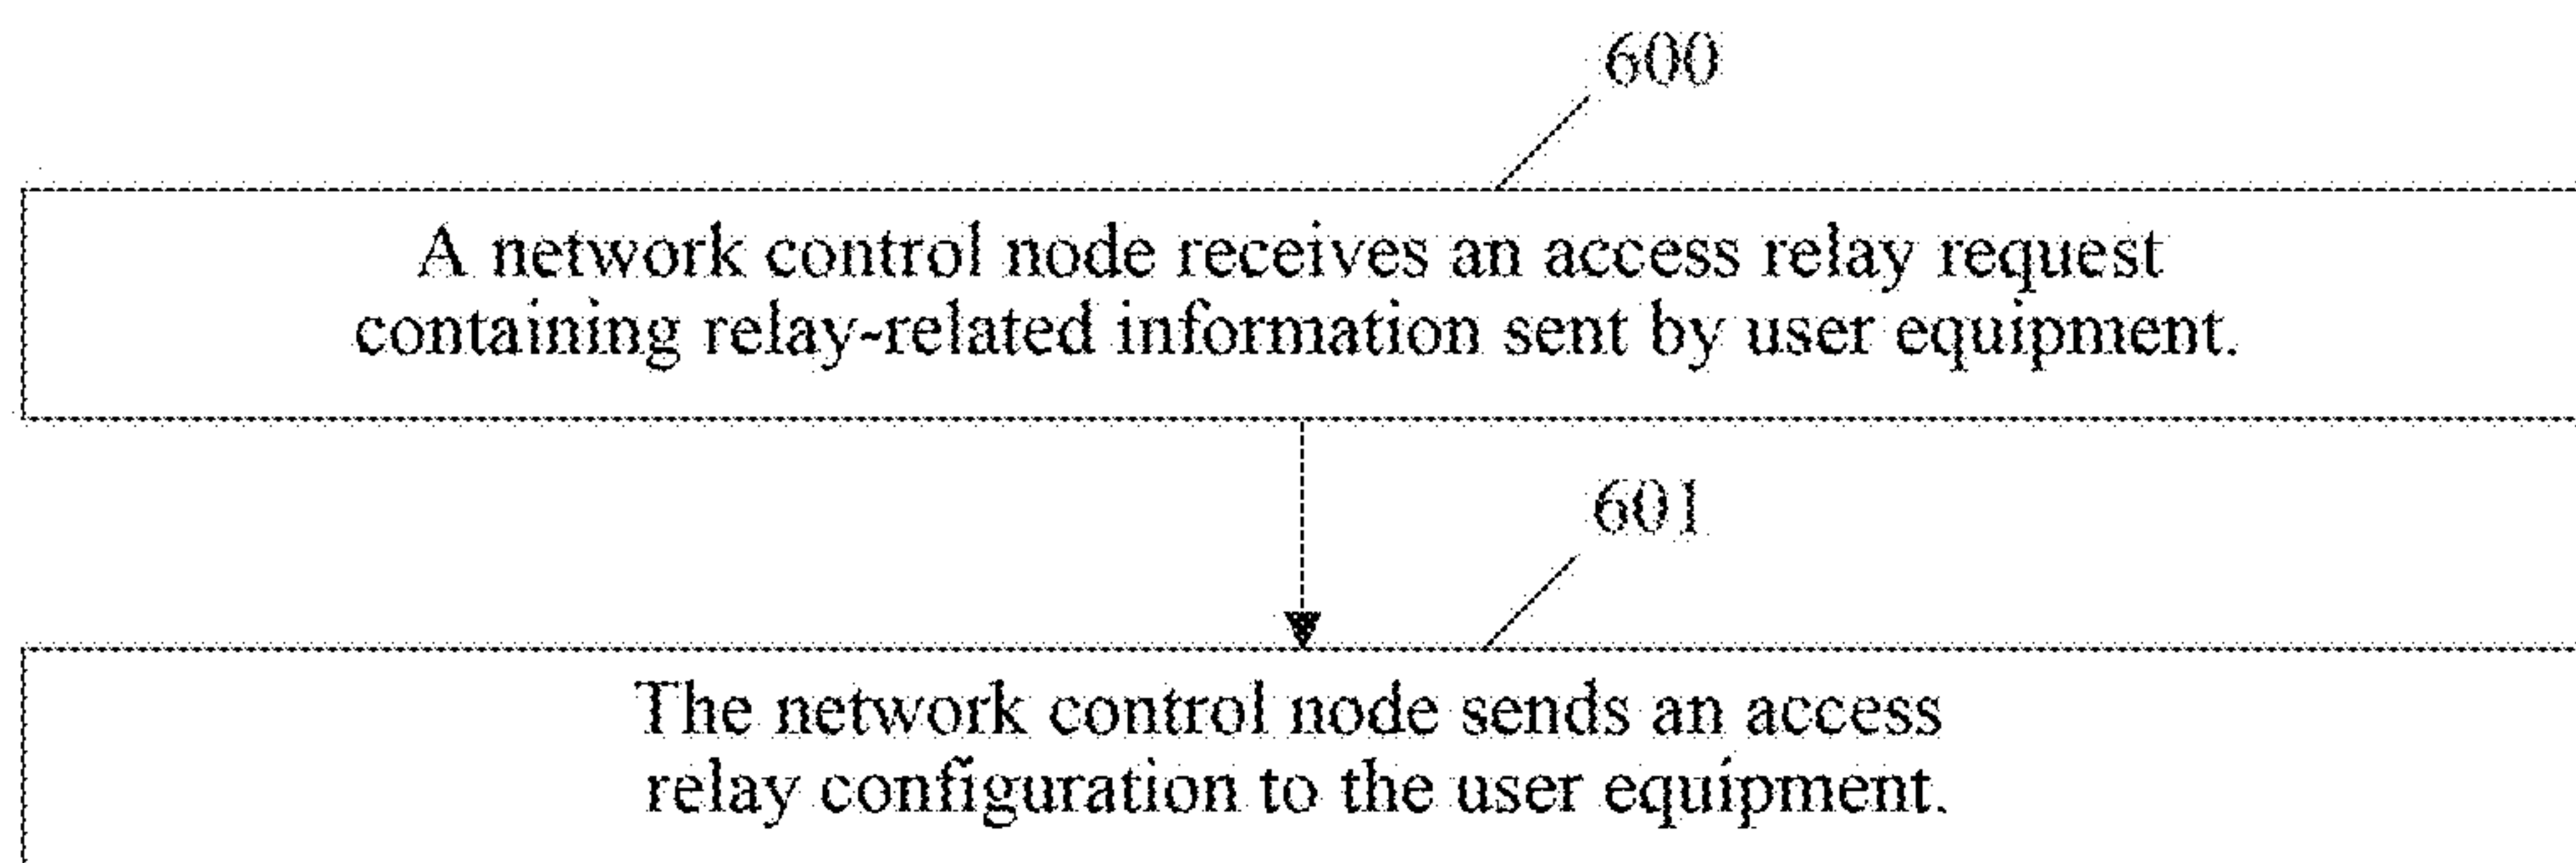 600
A network control node receives an access relay request
containing relay-related information sent by user equipment.
601
The network control node sends an access
relay configuration to the user equipment.